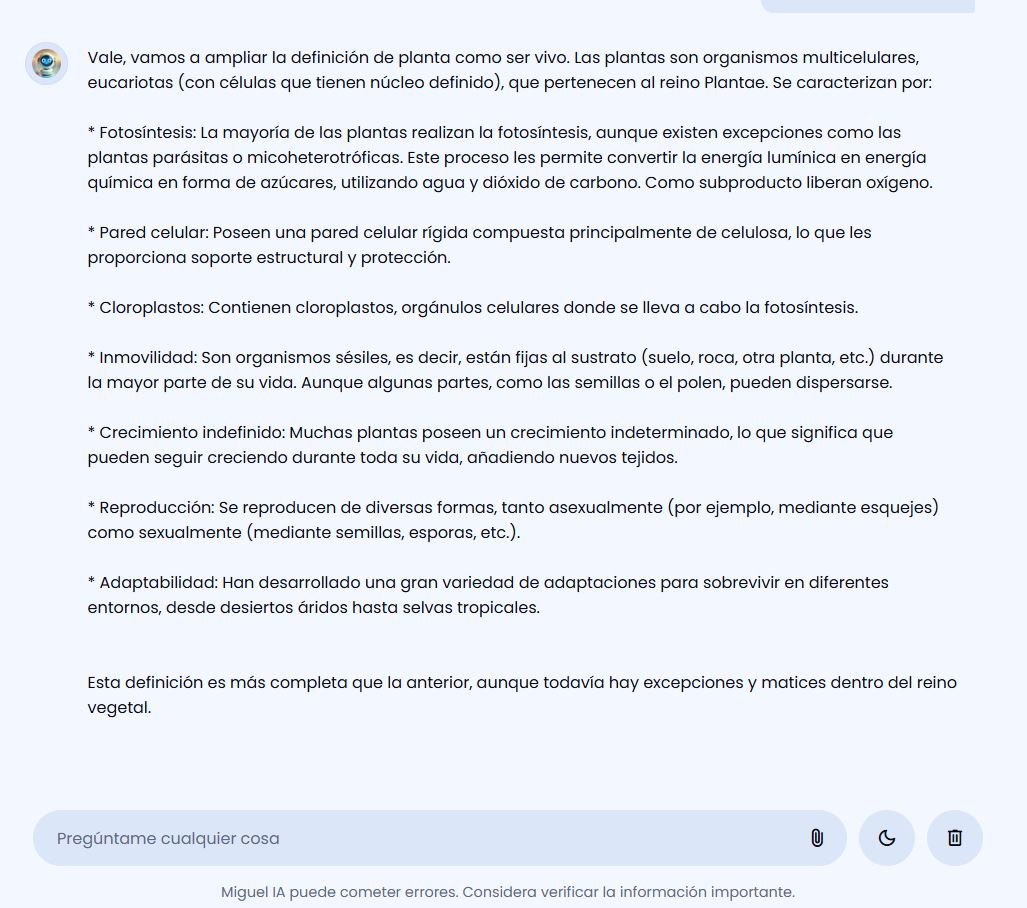 Vale, vamos a ampliar la definición de planta como ser vivo. Las plantas son organismos multicelulares,
eucariotas (con células que tienen núcleo definido), que pertenecen al reino Plantae. Se caracterizan por:
* Fotosíntesis: La mayoría de las plantas realizan la fotosíntesis, aunque existen excepciones como las
plantas parásitas o micoheterotróficas. Este proceso les permite convertir la energía lumínica en energía
química en forma de azúcares, utilizando agua y dióxido de carbono. Como subproducto liberan oxígeno.
* Pared celular: Poseen una pared celular rígida compuesta principalmente de celulosa, lo que les
proporciona soporte estructural y protección.
* Cloroplastos: Contienen cloroplastos, orgánulos celulares donde se lleva a cabo la fotosíntesis.
* Inmovilidad: Son organismos sésiles, es decir, están fijas al sustrato (suelo, roca, otra planta, etc.) durante
la mayor parte de su vida. Aunque algunas partes, como las semillas o el polen, pueden dispersarse.
* Crecimiento indefinido: Muchas plantas poseen un crecimiento indeterminado, lo que significa que
pueden seguir creciendo durante toda su vida, añadiendo nuevos tejidos.
* Reproducción: Se reproducen de diversas formas, tanto asexualmente (por ejemplo, mediante esquejes)
como sexualmente (mediante semillas, esporas, etc.).
* Adaptabilidad: Han desarrollado una gran variedad de adaptaciones para sobrevivir en diferentes
entornos, desde desiertos áridos hasta selvas tropicales.
Esta definición es más completa que la anterior, aunque todavía hay excepciones y matices dentro del reino
vegetal.
Pregúntame cualquier cosa
Miguel IA puede cometer errores. Considera verificar la información importante.